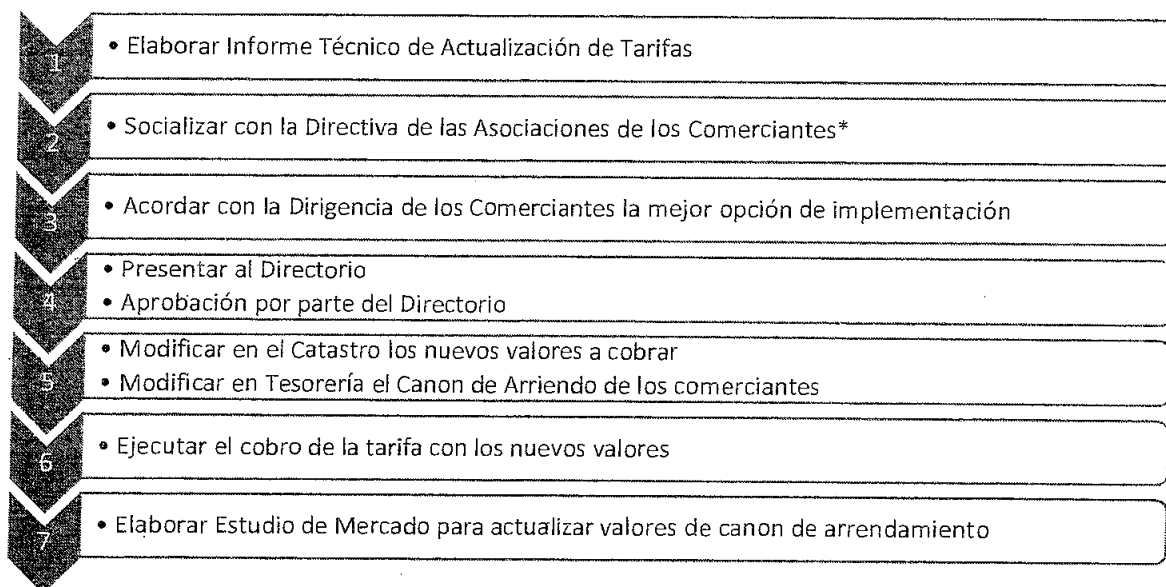 1
• Elaborar Informe Técnico de Actualización de Tarifas
2
• Socializar con la Directiva de las Asociaciones de los Comerciantes*
3
• Acordar con la Dirigencia de los Comerciantes la mejor opción de implementación
4
• Presentar al Directorio
• Aprobación por parte del Directorio
5
• Modificar en el Catastro los nuevos valores a cobrar
• Modificar en Tesorería el Canon de Arriendo de los comerciantes
6
• Ejecutar el cobro de la tarifa con los nuevos valores
7
• Elaborar Estudio de Mercado para actualizar valores de canon de arrendamiento